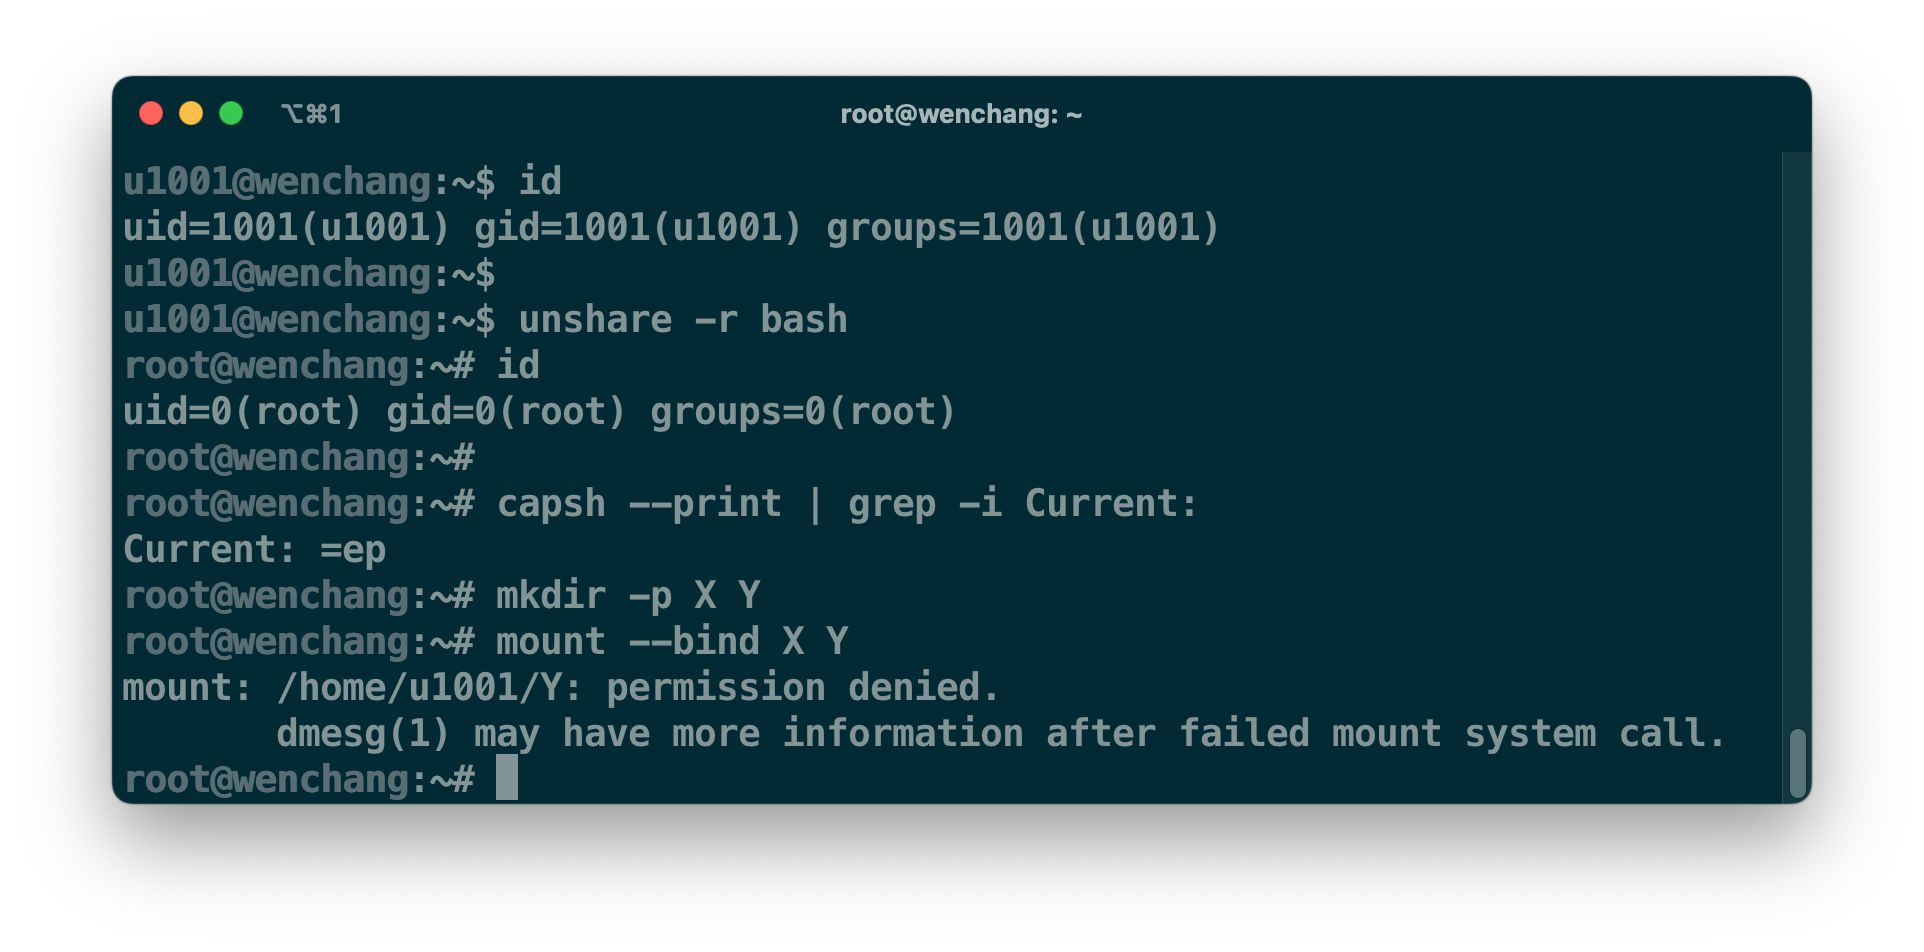 ⌥⌘1
root@wenchang: ~
u1001@wenchang:~$ id
uid=1001(u1001) gid=1001(u1001) groups=1001(u1001)
u1001@wenchang:~$
u1001@wenchang:~$ unshare -r bash
root@wenchang:~# id
uid=0(root) gid=0(root) groups=0(root)
root@wenchang:~#
root@wenchang:~# capsh --print | grep -i Current:
Current: =ep
root@wenchang:~# mkdir -p X Y
root@wenchang:~# mount --bind X Y
mount: /home/u1001/Y: permission denied.
       dmesg(1) may have more information after failed mount system call.
root@wenchang:~#